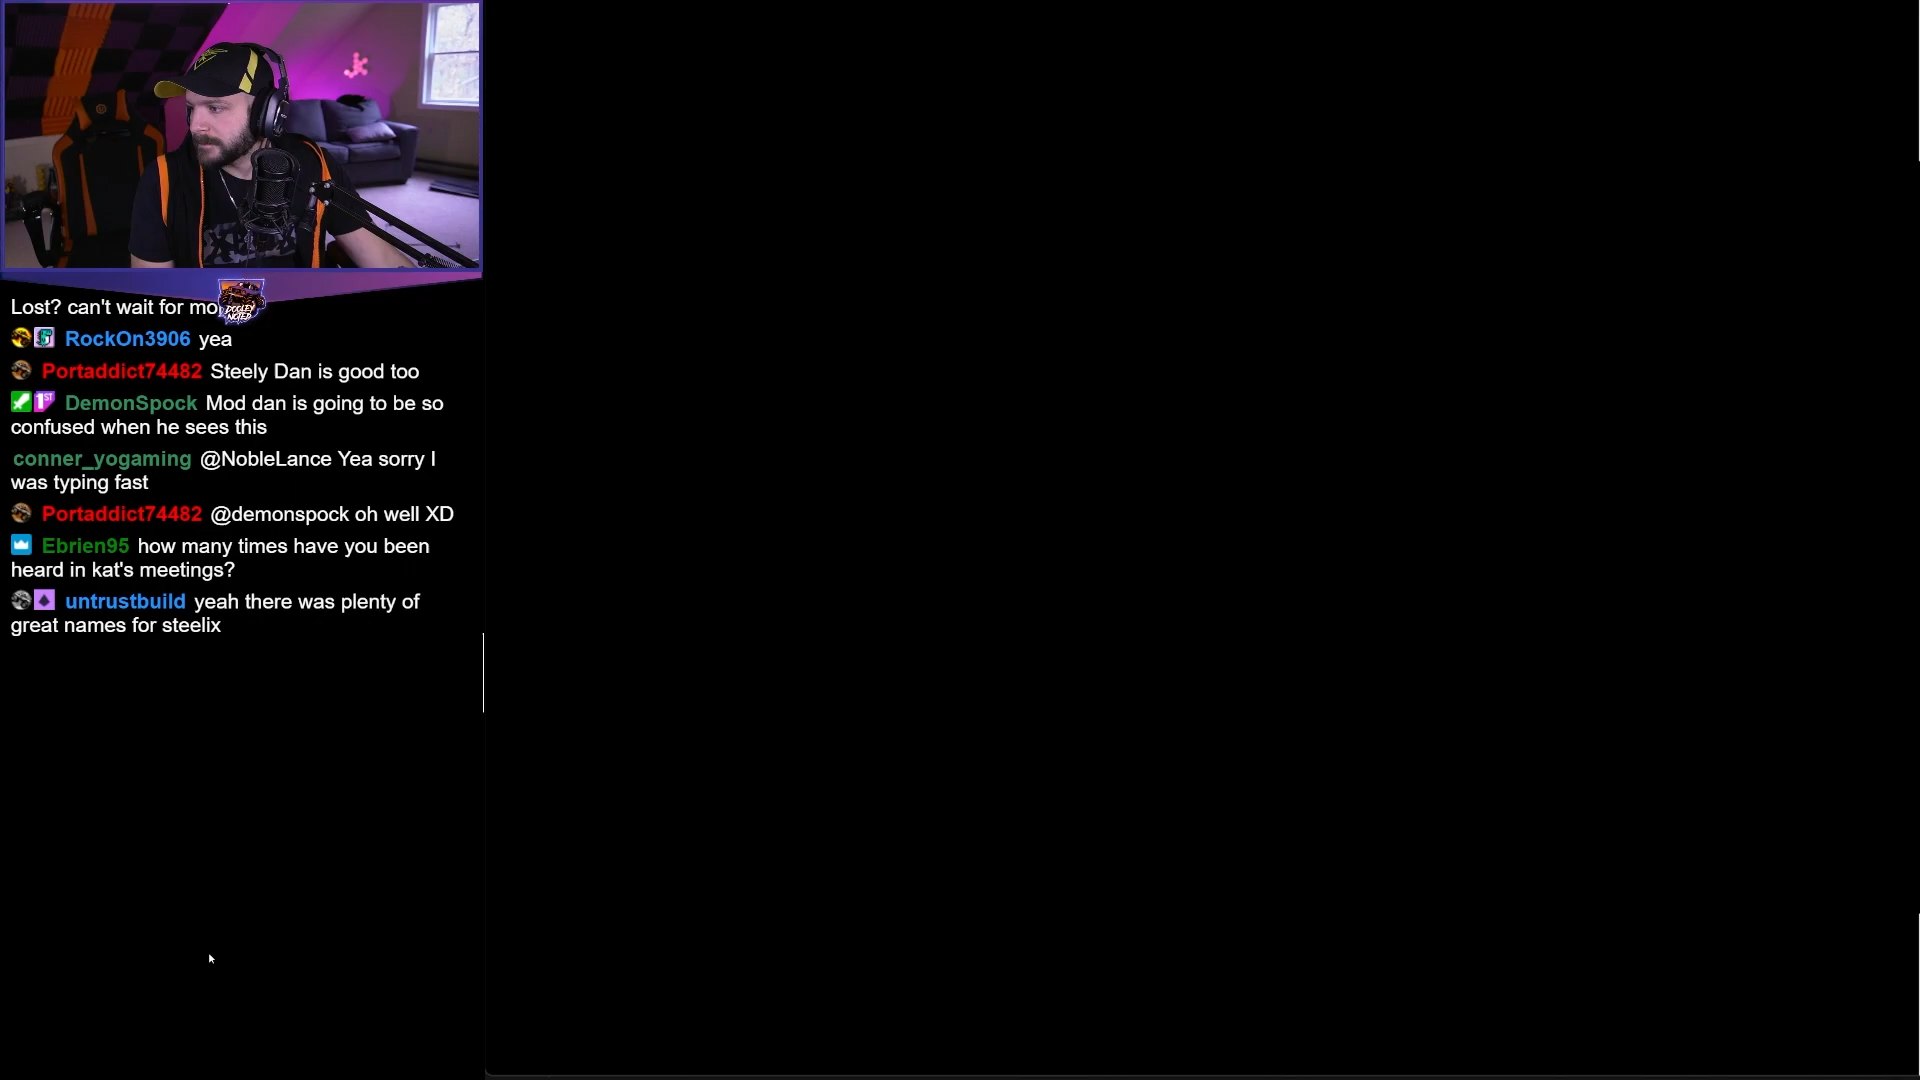 Lost? can't wait for mo
DOOLEY
NOTED
RockOn3906 yea
Portaddict74482 Steely Dan is good too
1ST DemonSpock Mod dan is going to be so
confused when he sees this
conner_yogaming @NobleLance Yea sorry I
was typing fast
Portaddict74482 @demonspock oh well XD
Ebrien95 how many times have you been
heard in kat's meetings?
untrustbuild yeah there was plenty of
great names for steelix